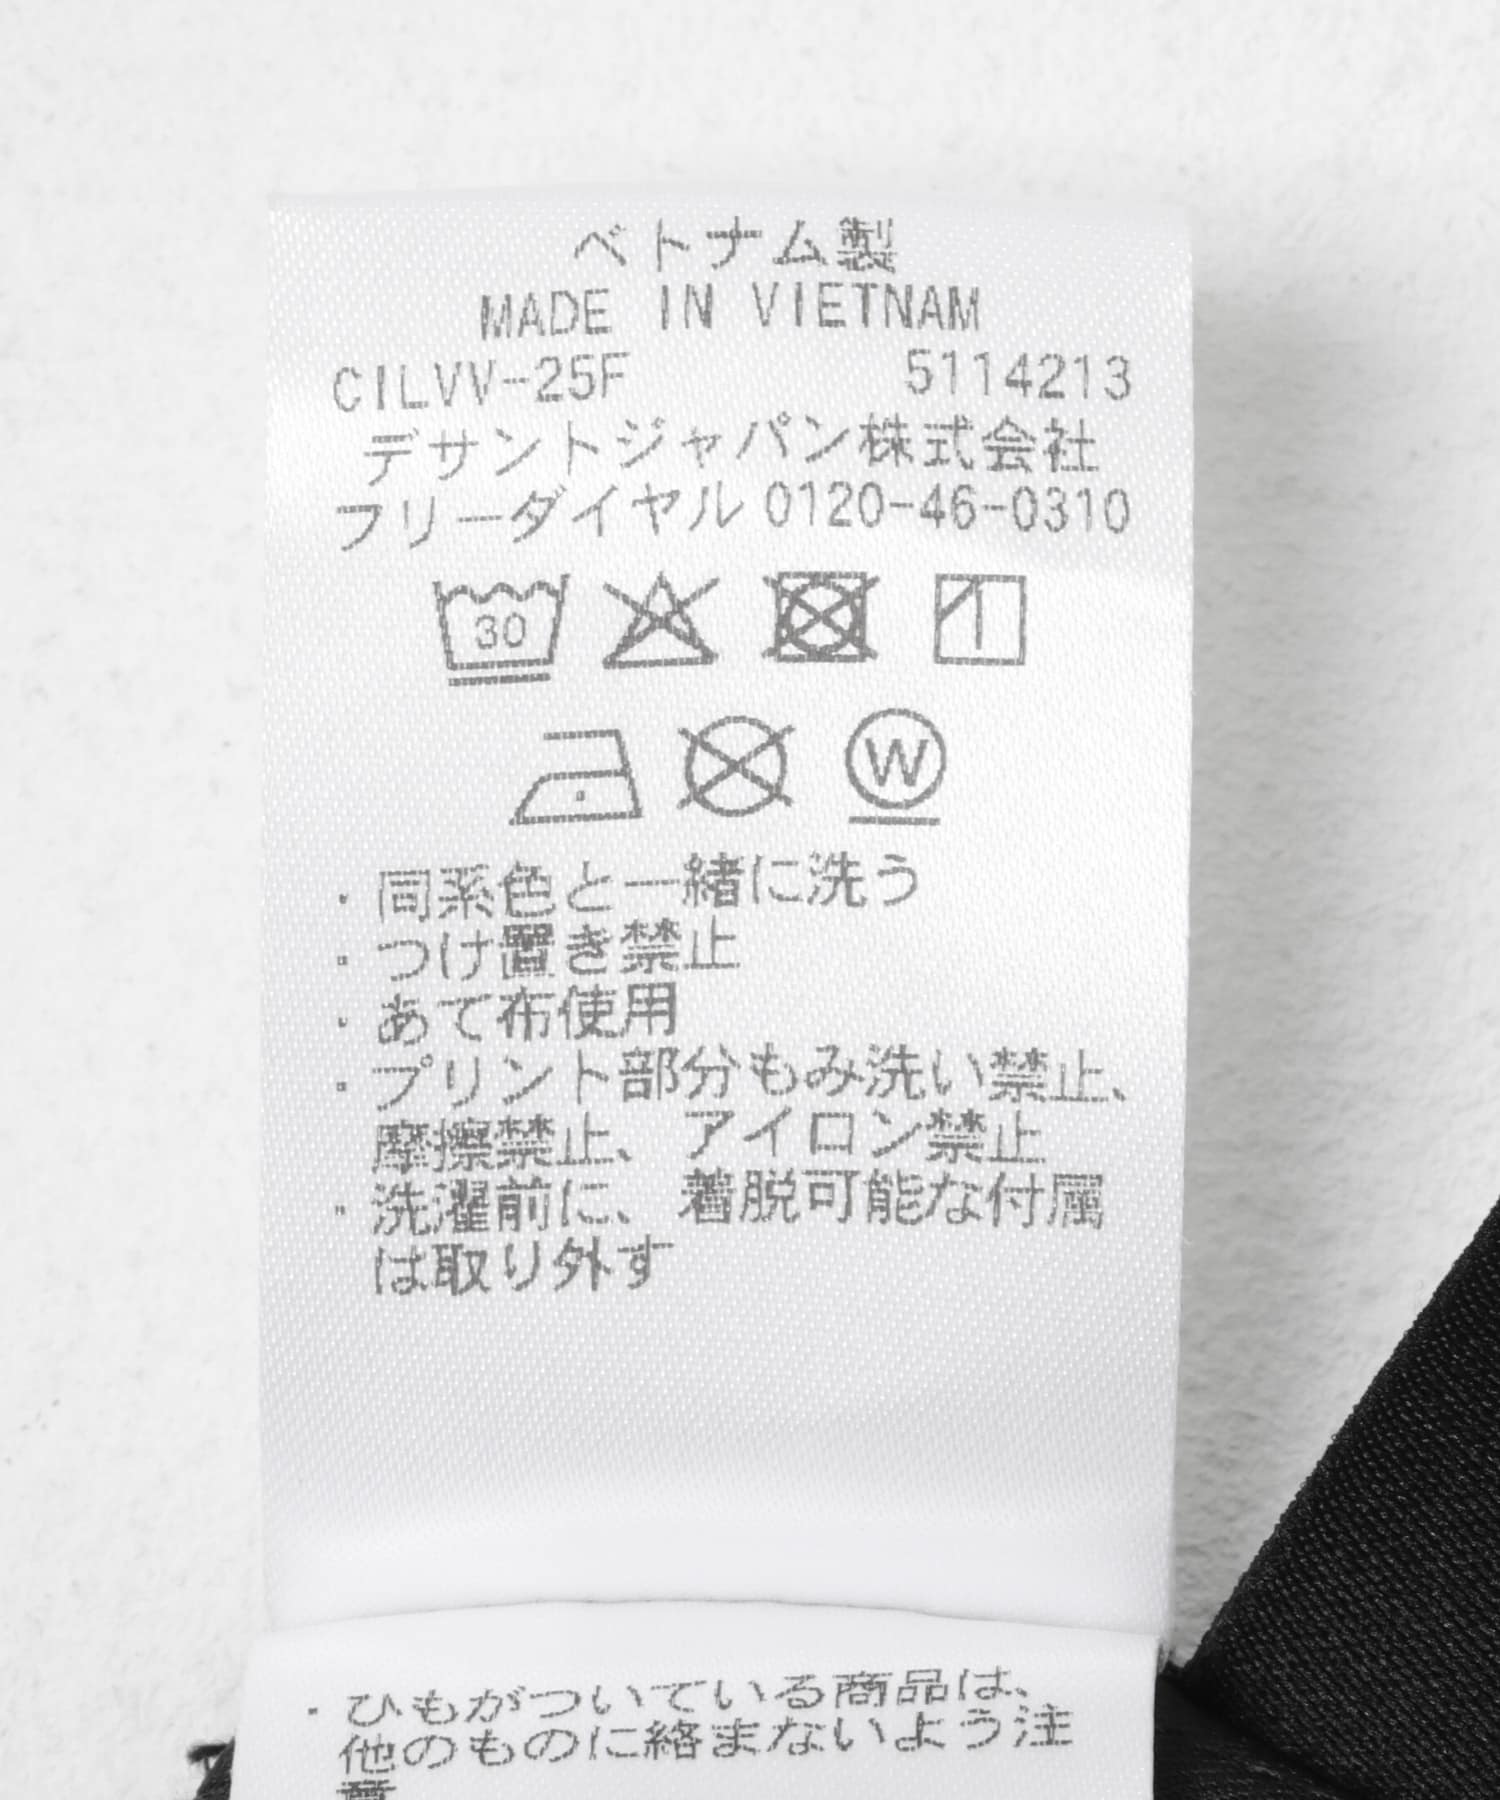 ベトナム製
MADE IN VIETNAM
CILVV-25F 5114213
デサントジャパン株式会社
フリーダイヤル 0120-46-0310
30
W
・同系色と一緒に洗う
・つけ置き禁止
・あて布使用
・プリント部分もみ洗い禁止、
摩擦禁止、アイロン禁止
・洗濯前に、着脱可能な付属
は取り外す
・ひもがついている商品は、
他のものに絡まないよう注
意